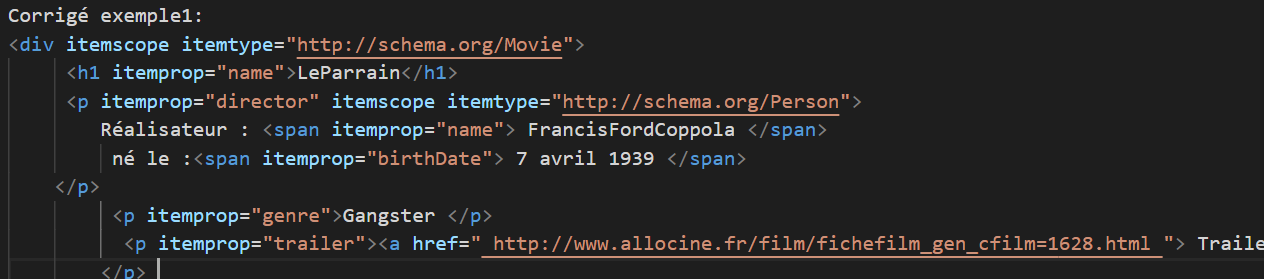 Corrigé exemple1:
<div itemscope itemtype="http://schema.org/Movie">
<h1 itemprop="name">LeParrain</h1>
<p itemprop="director" itemscope itemtype="http://schema.org/Person">
Réalisateur : <span itemprop="name"> FrancisFordCoppola </span>
né le :<span itemprop="birthDate"> 7 avril 1939 </span>
</p>
<p itemprop="genre">Gangster </p>
<p itemprop="trailer"><a href=" http://www.allocine.fr/film/fichefilm_gen_cfilm=1628.html "> Traile
</p>